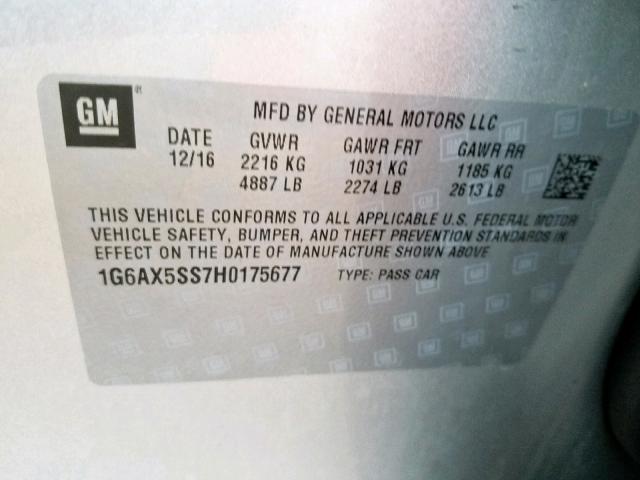 GM
MFD BY GENERAL MOTORS LLC
DATE GVWR GAWR FRT GAWR RR
12/16 2216 KG 1031 KG 1185 KG
4887 LB 2274 LB 2613 LB
THIS VEHICLE CONFORMS TO ALL APPLICABLE U.S. FEDERAL MOTOR
VEHICLE SAFETY, BUMPER, AND THEFT PREVENTION STANDARDS IN
EFFECT ON THE DATE OF MANUFACTURE SHOWN ABOVE
1G6AX5SS7H0175677 TYPE: PASS CAR